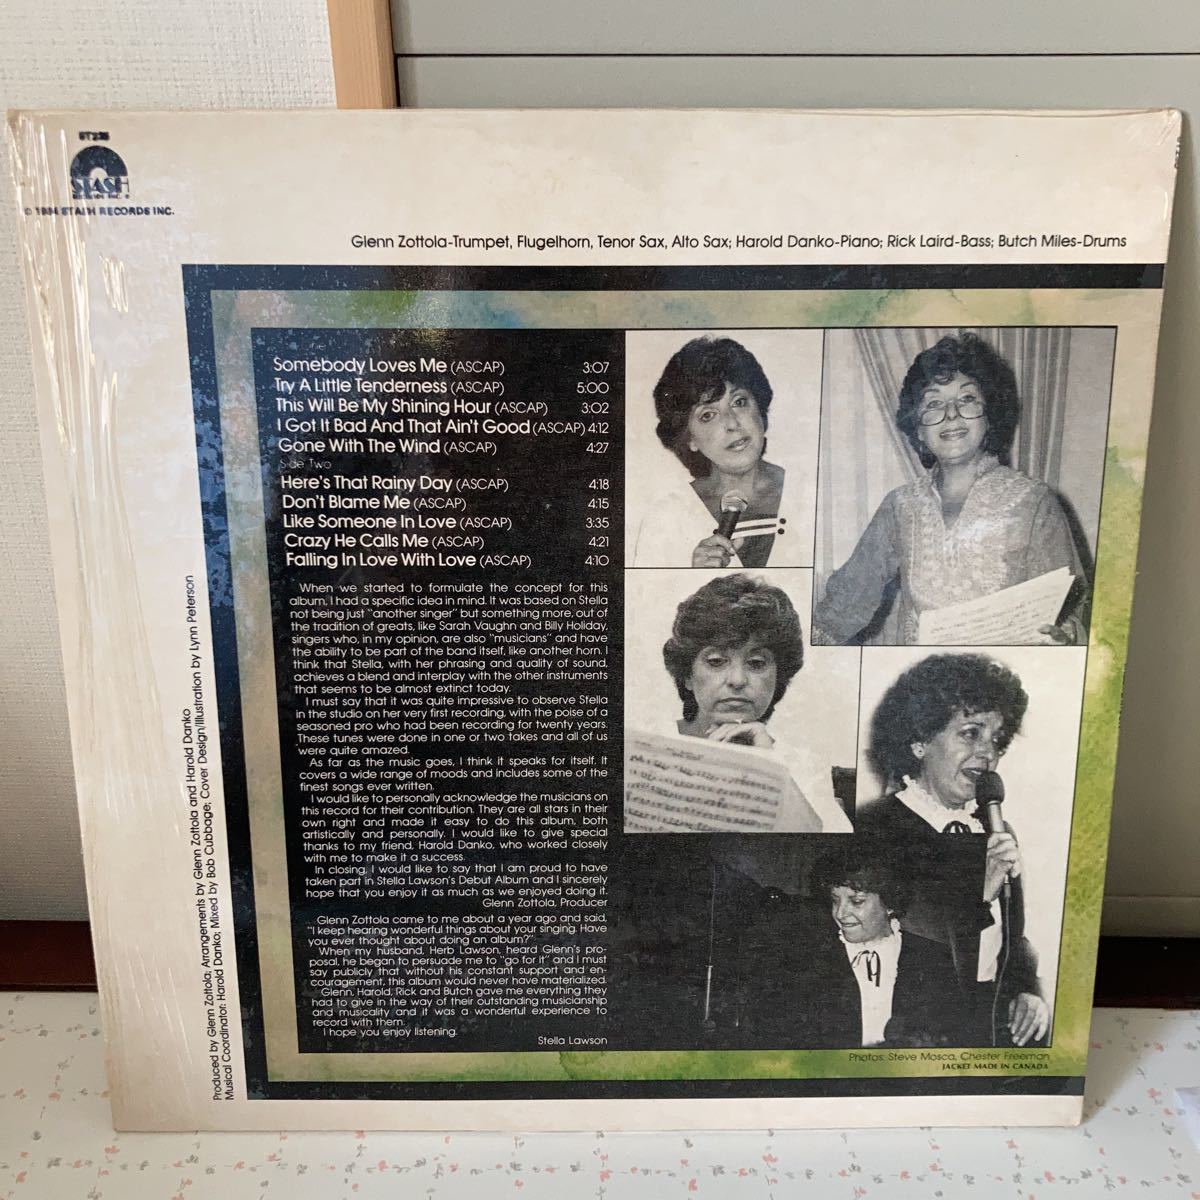 ST235
STASH
RECORDS INC. ®
© 1984 STASH RECORDS INC.
Glenn Zottola-Trumpet, Flugelhorn, Tenor Sax, Alto Sax; Harold Danko-Piano; Rick Laird-Bass; Butch Miles-Drums
Somebody Loves Me (ASCAP) 3:07
Try A Little Tenderness (ASCAP) 5:00
This Will Be My Shining Hour (ASCAP) 3:02
I Got It Bad And That Ain't Good (ASCAP) 4:12
Gone With The Wind (ASCAP) 4:27
Side Two
Here's That Rainy Day (ASCAP) 4:18
Don't Blame Me (ASCAP) 4:15
Like Someone In Love (ASCAP) 3:35
Crazy He Calls Me (ASCAP) 4:21
Falling In Love With Love (ASCAP) 4:10
When we started to formulate the concept for this
album, I had a specific idea in mind. It was based on Stella
not being just "another singer" but something more, out of
the tradition of greats, like Sarah Vaughn and Billy Holiday,
singers who, in my opinion, are also "musicians" and have
the ability to be part of the band itself, like another horn. I
think that Stella, with her phrasing and quality of sound,
achieves a blend and interplay with the other instruments
that seems to be almost extinct today.
I must say that it was quite impressive to observe Stella
in the studio on her very first recording, with the poise of a
seasoned pro who had been recording for twenty years.
These tunes were done in one or two takes and all of us
were quite amazed.
As far as the music goes, I think it speaks for itself. It
covers a wide range of moods and includes some of the
finest songs ever written.
I would like to personally acknowledge the musicians on
this record for their contribution. They are all stars in their
own right and made it easy to do this album, both
artistically and personally. I would like to give special
thanks to my friend, Harold Danko, who worked closely
with me to make it a success.
In closing, I would like to say that I am proud to have
taken part in Stella Lawson's Debut Album and I sincerely
hope that you enjoy it as much as we enjoyed doing it.
Glenn Zottola, Producer
Glenn Zottola came to me about a year ago and said,
"I keep hearing wonderful things about your singing. Have
you ever thought about doing an album?"
When my husband, Herb Lawson, heard Glenn's pro-
posal, he began to persuade me to "go for it" and I must
say publicly that without his constant support and en-
couragement, this album would never have materialized.
Glenn, Harold, Rick and Butch gave me everything they
had to give in the way of their outstanding musicianship
and musicality and it was a wonderful experience to
record with them.
I hope you enjoy listening.
Stella Lawson
Produced by Glenn Zottola; Arrangements by Glenn Zottola and Harold Danko
Musical Coordinator: Harold Danko; Mixed by Bob Cubbage; Cover Design/Illustration by Lynn Peterson
Photos: Steve Mosca, Chester Freeman
JACKET MADE IN CANADA